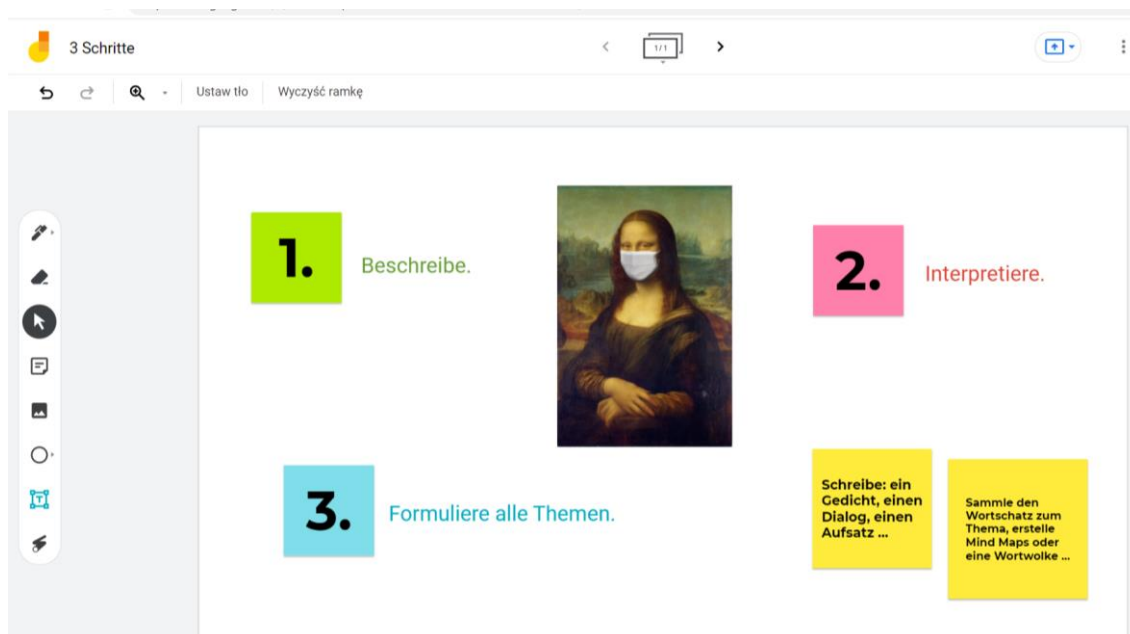 3 Schritte
1/1
Ustaw tło
Wyczyść ramkę
1.
Beschreibe.
2.
Interpretiere.
3.
Formuliere alle Themen.
Schreibe: ein
Gedicht, einen
Dialog, einen
Aufsatz ...
Sammle den
Wortschatz zum
Thema, erstelle
Mind Maps oder
eine Wortwolke ...